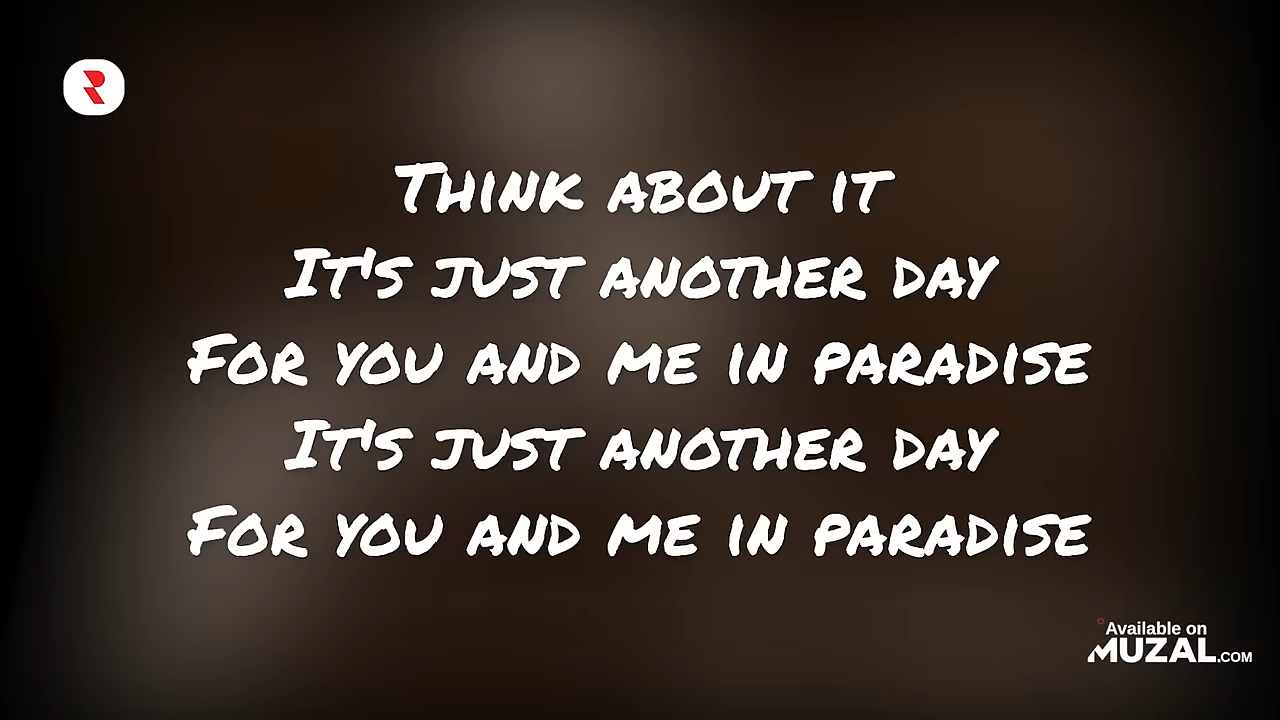 Think about it
It's just another day
For you and me in paradise
It's just another day
For you and me in paradise
Available on
MUZAL.COM